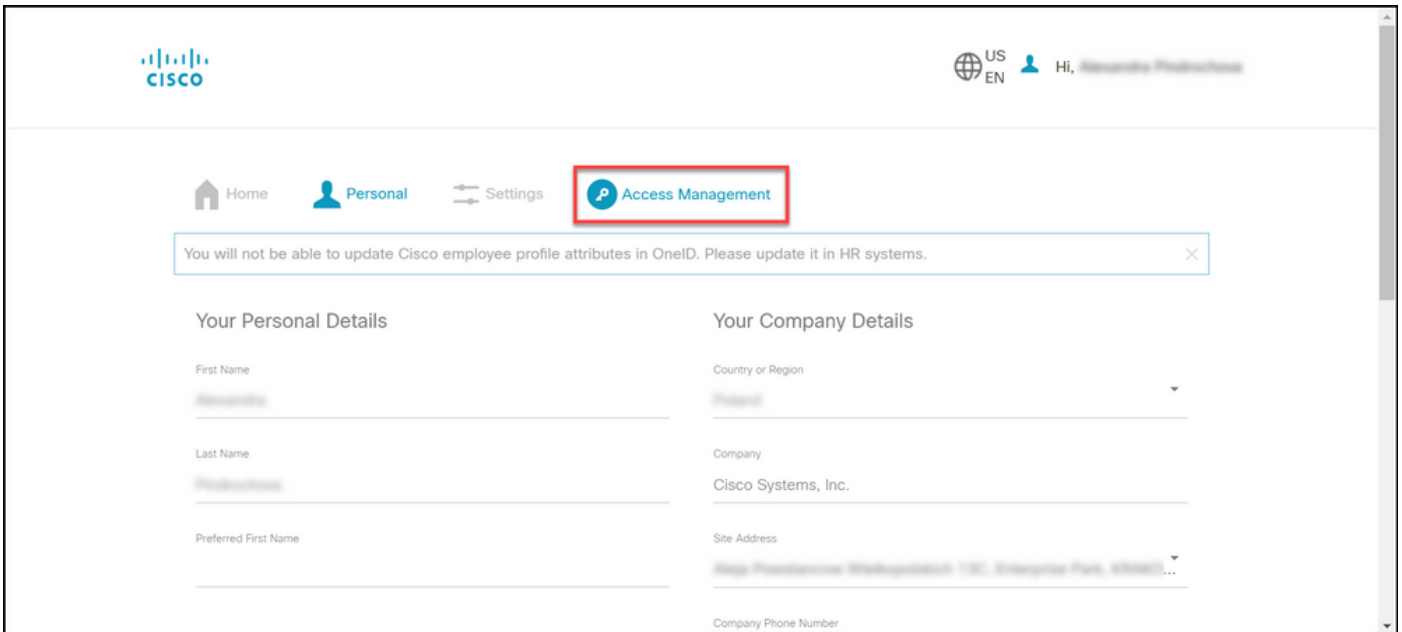 CISCO
US
EN
Hi,
Home
Personal
Settings
Access Management
You will not be able to update Cisco employee profile attributes in OneID. Please update it in HR systems.
Your Personal Details
Your Company Details
First Name
Country or Region
Last Name
Company
Cisco Systems, Inc.
Preferred First Name
Site Address
...
Company Phone Number